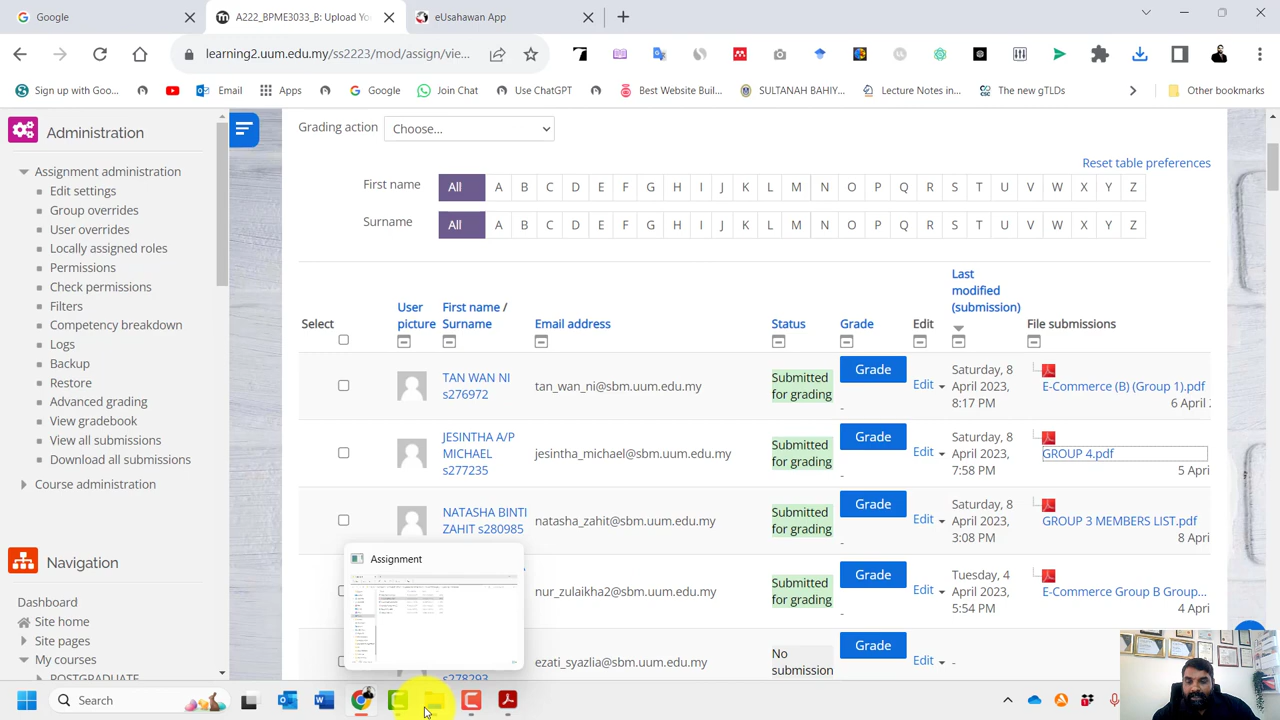 Google
A222_BPME3033_B: Upload Yo
eUsahawan App
learning2.uum.edu.my/ss2223/mod/assign/vie...
Sign up with Goo...
Email
Apps
Google
Join Chat
Use ChatGPT
Best Website Buil...
SULTANAH BAHIY...
Lecture Notes in...
The new gTLDs
Other bookmarks
Administration
Assignment administration
Edit settings
Group overrides
User overrides
Locally assigned roles
Permissions
Check permissions
Filters
Competency breakdown
Logs
Backup
Restore
Advanced grading
View gradebook
View all submissions
Download all submissions
Course administration
Navigation
Dashboard
Site home
Site pages
My courses
POSTGRADUATE
Grading action Choose...
Reset table preferences
First name All A B C D E F G H I J K L M N O P Q R S T U V W X Y Z
Surname All A B C D E F G H I J K L M N O P Q R S T U V W X Y Z
Select
User
picture
First name /
Surname
Email address
Status
Grade
Edit
Last
modified
(submission)
File submissions
TAN WAN NI
s276972
tan_wan_ni@sbm.uum.edu.my
Submitted
for grading
Grade
-
Edit
Saturday, 8
April 2023,
8:17 PM
E-Commerce (B) (Group 1).pdf
6 April
JESINTHA A/P
MICHAEL
s277235
jesintha_michael@sbm.uum.edu.my
Submitted
for grading
Grade
-
Edit
Saturday, 8
April 2023,
7:58 PM
GROUP 4.pdf
5 Apri
NATASHA BINTI
ZAHIT s280985
natasha_zahit@sbm.uum.edu.my
Submitted
for grading
Grade
-
Edit
Saturday, 8
April 2023,
3:08 PM
GROUP 3 MEMBERS LIST.pdf
8 Apri
nur_zulaikha2@sbm.uum.edu.my
Submitted
for grading
Grade
-
Edit
Tuesday, 4
April 2023,
5:54 PM
E-Commerce Group B Group...
4 Apri
s278293
ezati_syazlia@sbm.uum.edu.my
No
submission
Grade
Edit
-
Assignment
Search